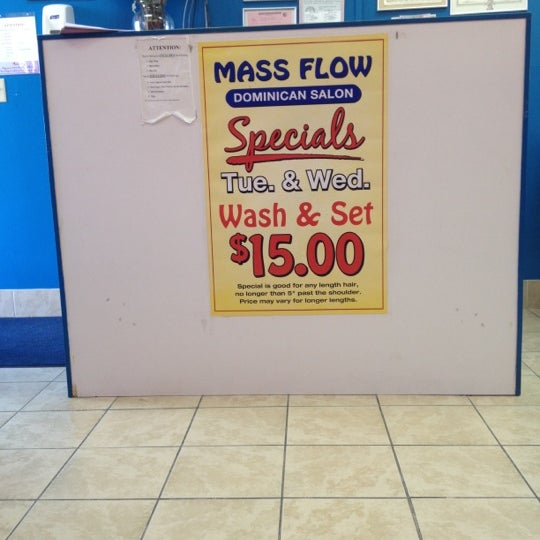 ATTENTION:
MASS FLOW
DOMINICAN SALON
Specials
Tue. & Wed.
Wash & Set
$15.00
Special is good for any length hair,
no longer than 5" past the shoulder.
Price may vary for longer lengths.